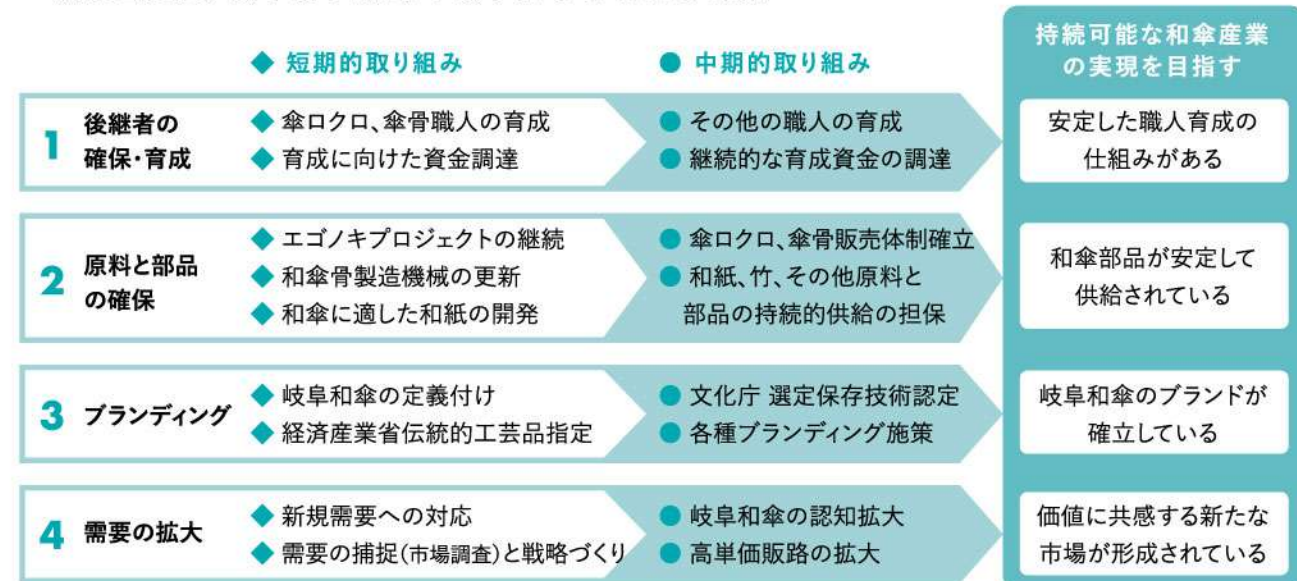 ◆ 短期的取り組み
● 中期的取り組み
持続可能な和傘産業
の実現を目指す
1 後継者の
確保・育成
◆ 傘ロクロ、傘骨職人の育成
◆ 育成に向けた資金調達
● その他の職人の育成
● 継続的な育成資金の調達
安定した職人育成の
仕組みがある
2 原料と部品
の確保
◆ エゴノキプロジェクトの継続
◆ 和傘骨製造機械の更新
◆ 和傘に適した和紙の開発
● 傘ロクロ、傘骨販売体制確立
● 和紙、竹、その他原料と
部品の持続的供給の担保
和傘部品が安定して
供給されている
3 ブランディング
◆ 岐阜和傘の定義付け
◆ 経済産業省伝統的工芸品指定
● 文化庁 選定保存技術認定
● 各種ブランディング施策
岐阜和傘のブランドが
確立している
4 需要の拡大
◆ 新規需要への対応
◆ 需要の捕捉(市場調査)と戦略づくり
● 岐阜和傘の認知拡大
● 高単価販路の拡大
価値に共感する新たな
市場が形成されている